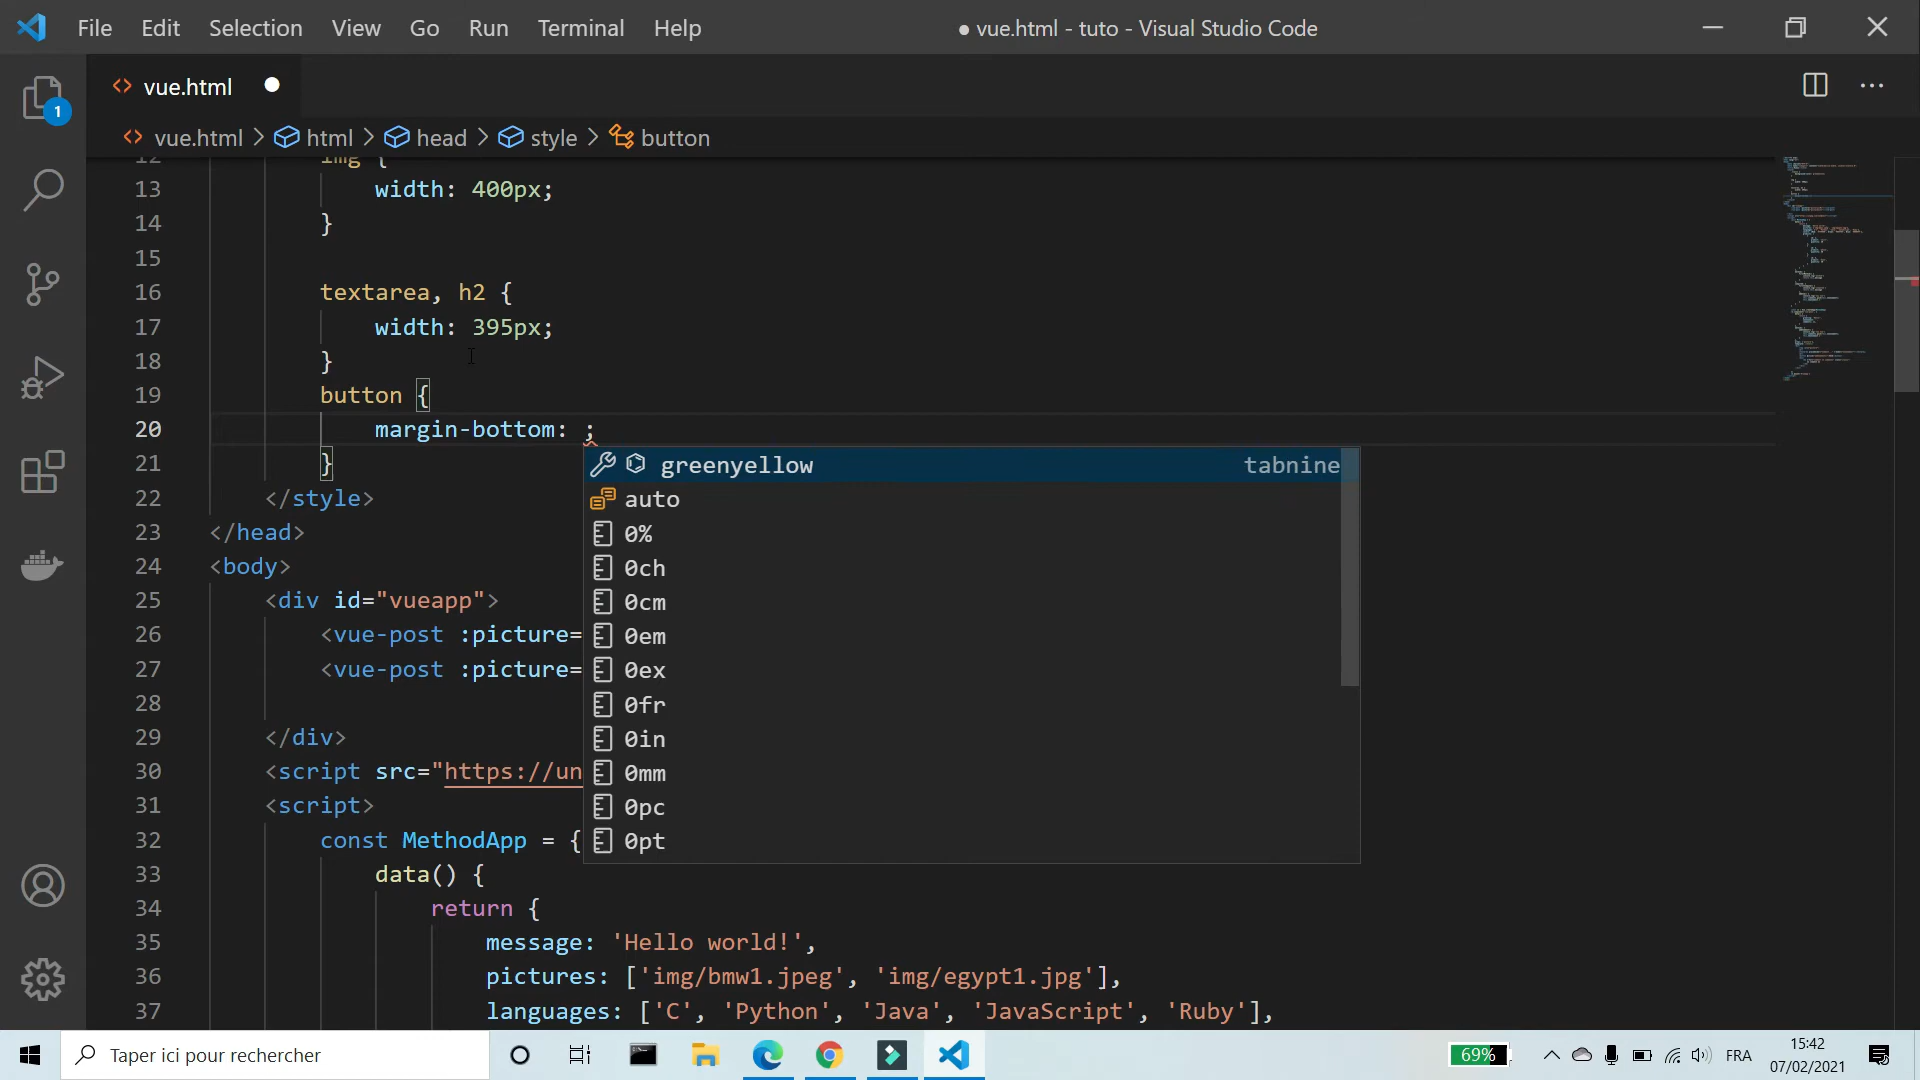 File Edit Selection View Go Run Terminal Help
● vue.html - tuto - Visual Studio Code
vue.html
1
vue.html > html > head > style > button
12 img {
13 width: 400px;
14 }
15
16 textarea, h2 {
17 width: 395px;
18 }
19 button {
20 margin-bottom: ;
21 }
greenyellow tabnine
22 </style>
auto
23 </head>
0%
24 <body>
0ch
25 <div id="vueapp">
0cm
26 <vue-post :picture=
0em
27 <vue-post :picture=
0ex
28
0fr
29 </div>
0in
30 <script src="https://un
0mm
31 <script>
0pc
32 const MethodApp = {
0pt
33 data() {
34 return {
35 message: 'Hello world!',
36 pictures: ['img/bmw1.jpeg', 'img/egypt1.jpg'],
37 languages: ['C', 'Python', 'Java', 'JavaScript', 'Ruby'],
Taper ici pour rechercher
69%
FRA
15:42
07/02/2021